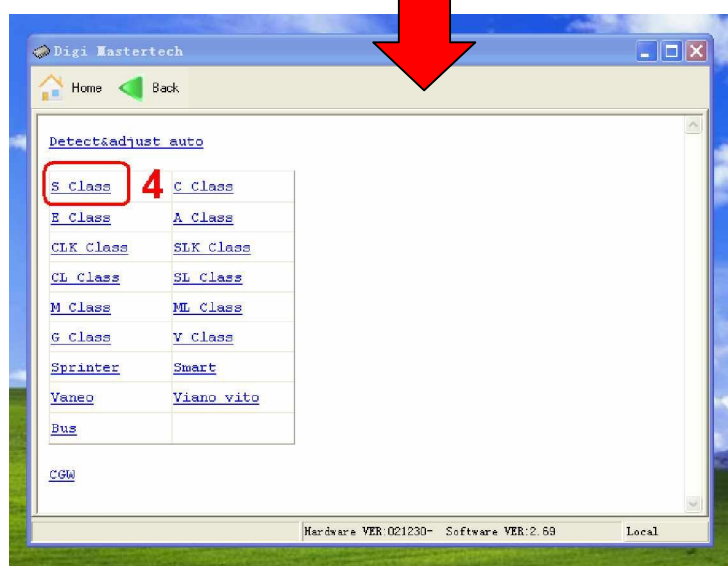 Digi Mastertech
Home Back
Detect&adjust auto
S Class 4 C Class
E Class A Class
CLK Class SLK Class
CL Class SL Class
M Class ML Class
G Class V Class
Sprinter Smart
Vaneo Viano vito
Bus
CGW
Hardware VER:021230- Software VER:2.69 Local